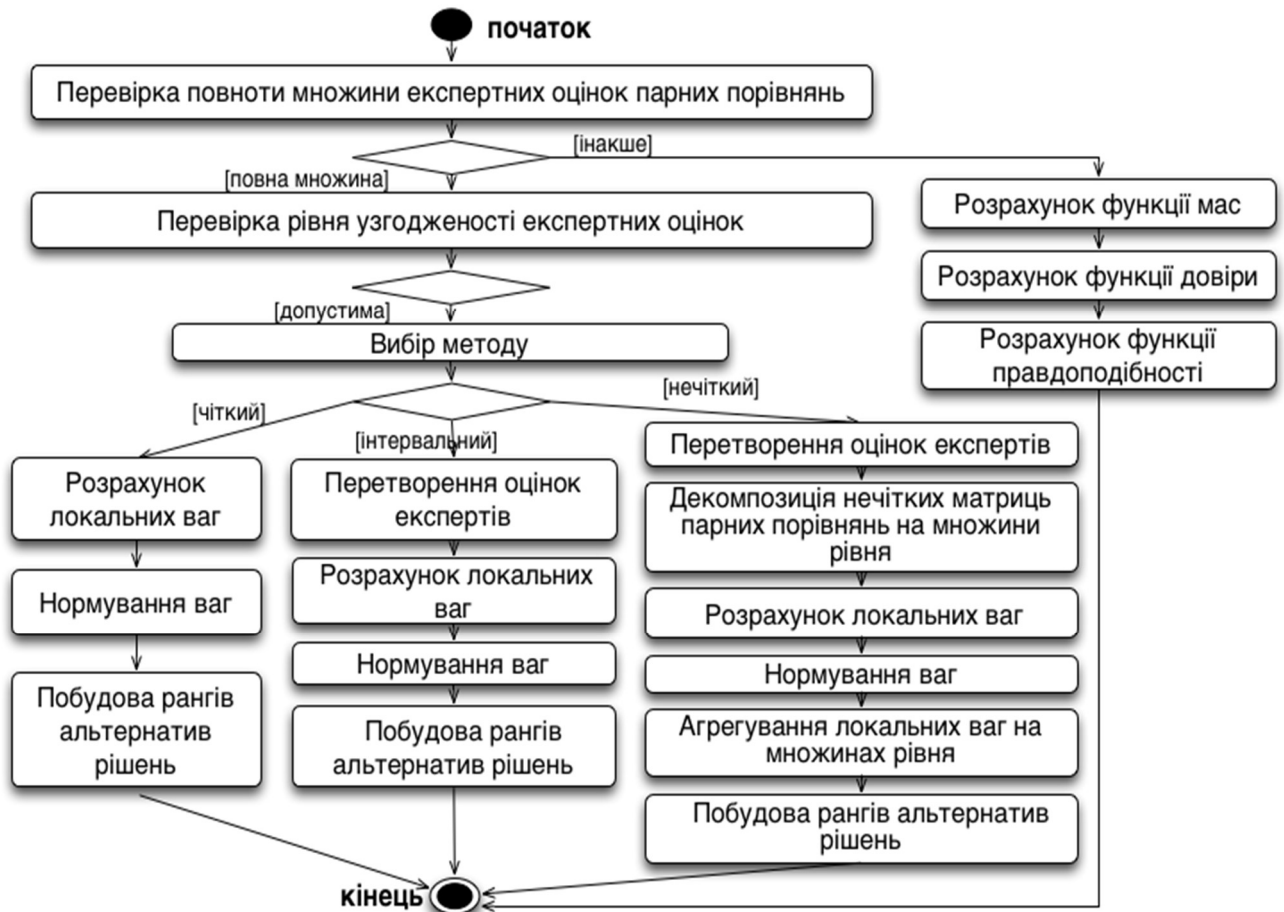 початок
Перевірка повноти множини експертних оцінок парних порівнянь
[інакше]
[повна множина]
Перевірка рівня узгодженості експертних оцінок
[допустима]
Вибір методу
[чіткий]
[інтервальний]
[нечіткий]
Розрахунок
локальних ваг
Нормування ваг
Побудова рангів
альтернатив
рішень
Перетворення оцінок
експертів
Розрахунок локальних
ваг
Нормування ваг
Побудова рангів
альтернатив рішень
Перетворення оцінок експертів
Декомпозиція нечітких матриць
парних порівнянь на множини
рівня
Розрахунок локальних ваг
Нормування ваг
Агрегування локальних ваг на
множинах рівня
Побудова рангів альтернатив
рішень
Розрахунок функції мас
Розрахунок функції довіри
Розрахунок функції
правдоподібності
кінець